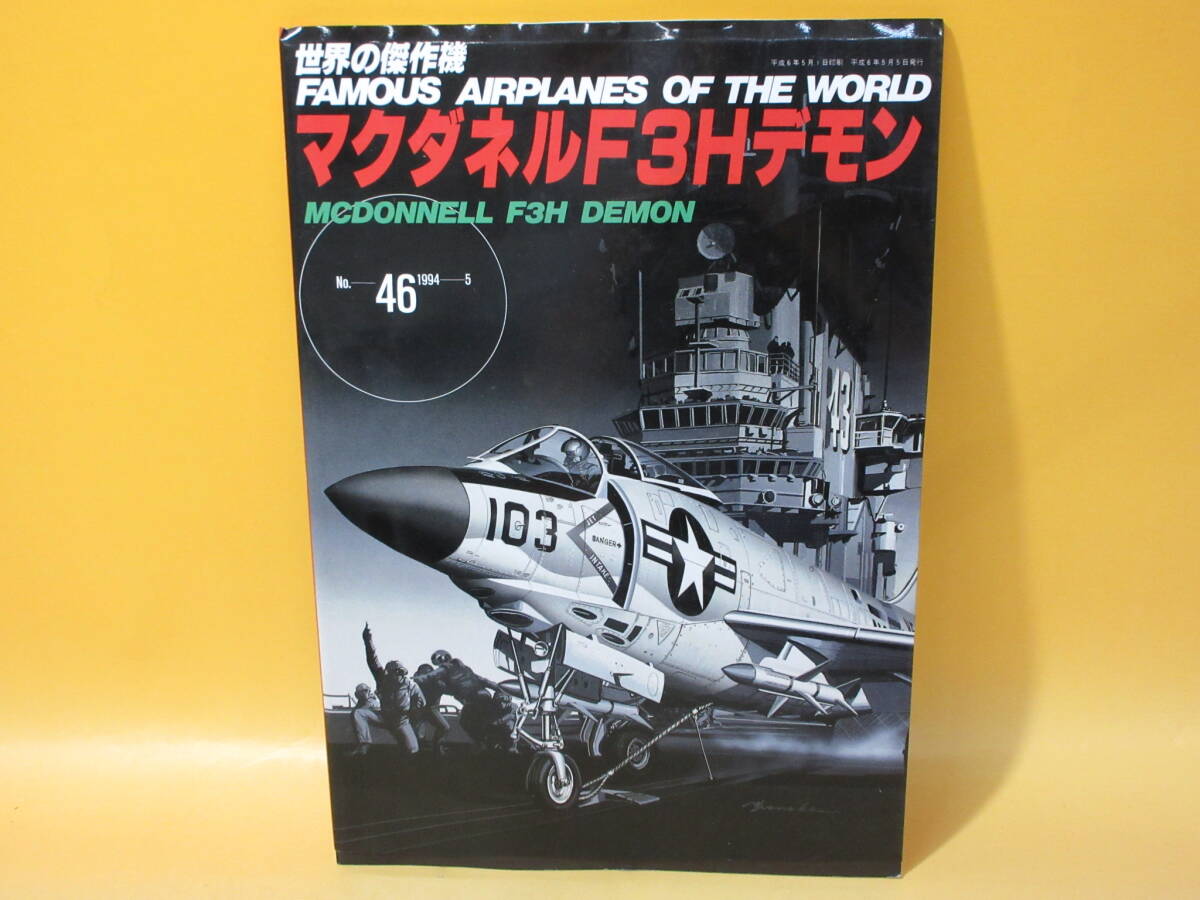 世界の傑作機
平成6年5月1日印刷 平成6年5月5日発行
FAMOUS AIRPLANES OF THE WORLD
マクダネルF3Hデモン
MCDONNELL F3H DEMON
No.—46 1994—5
43
103
JET
DANGER
INTAKE